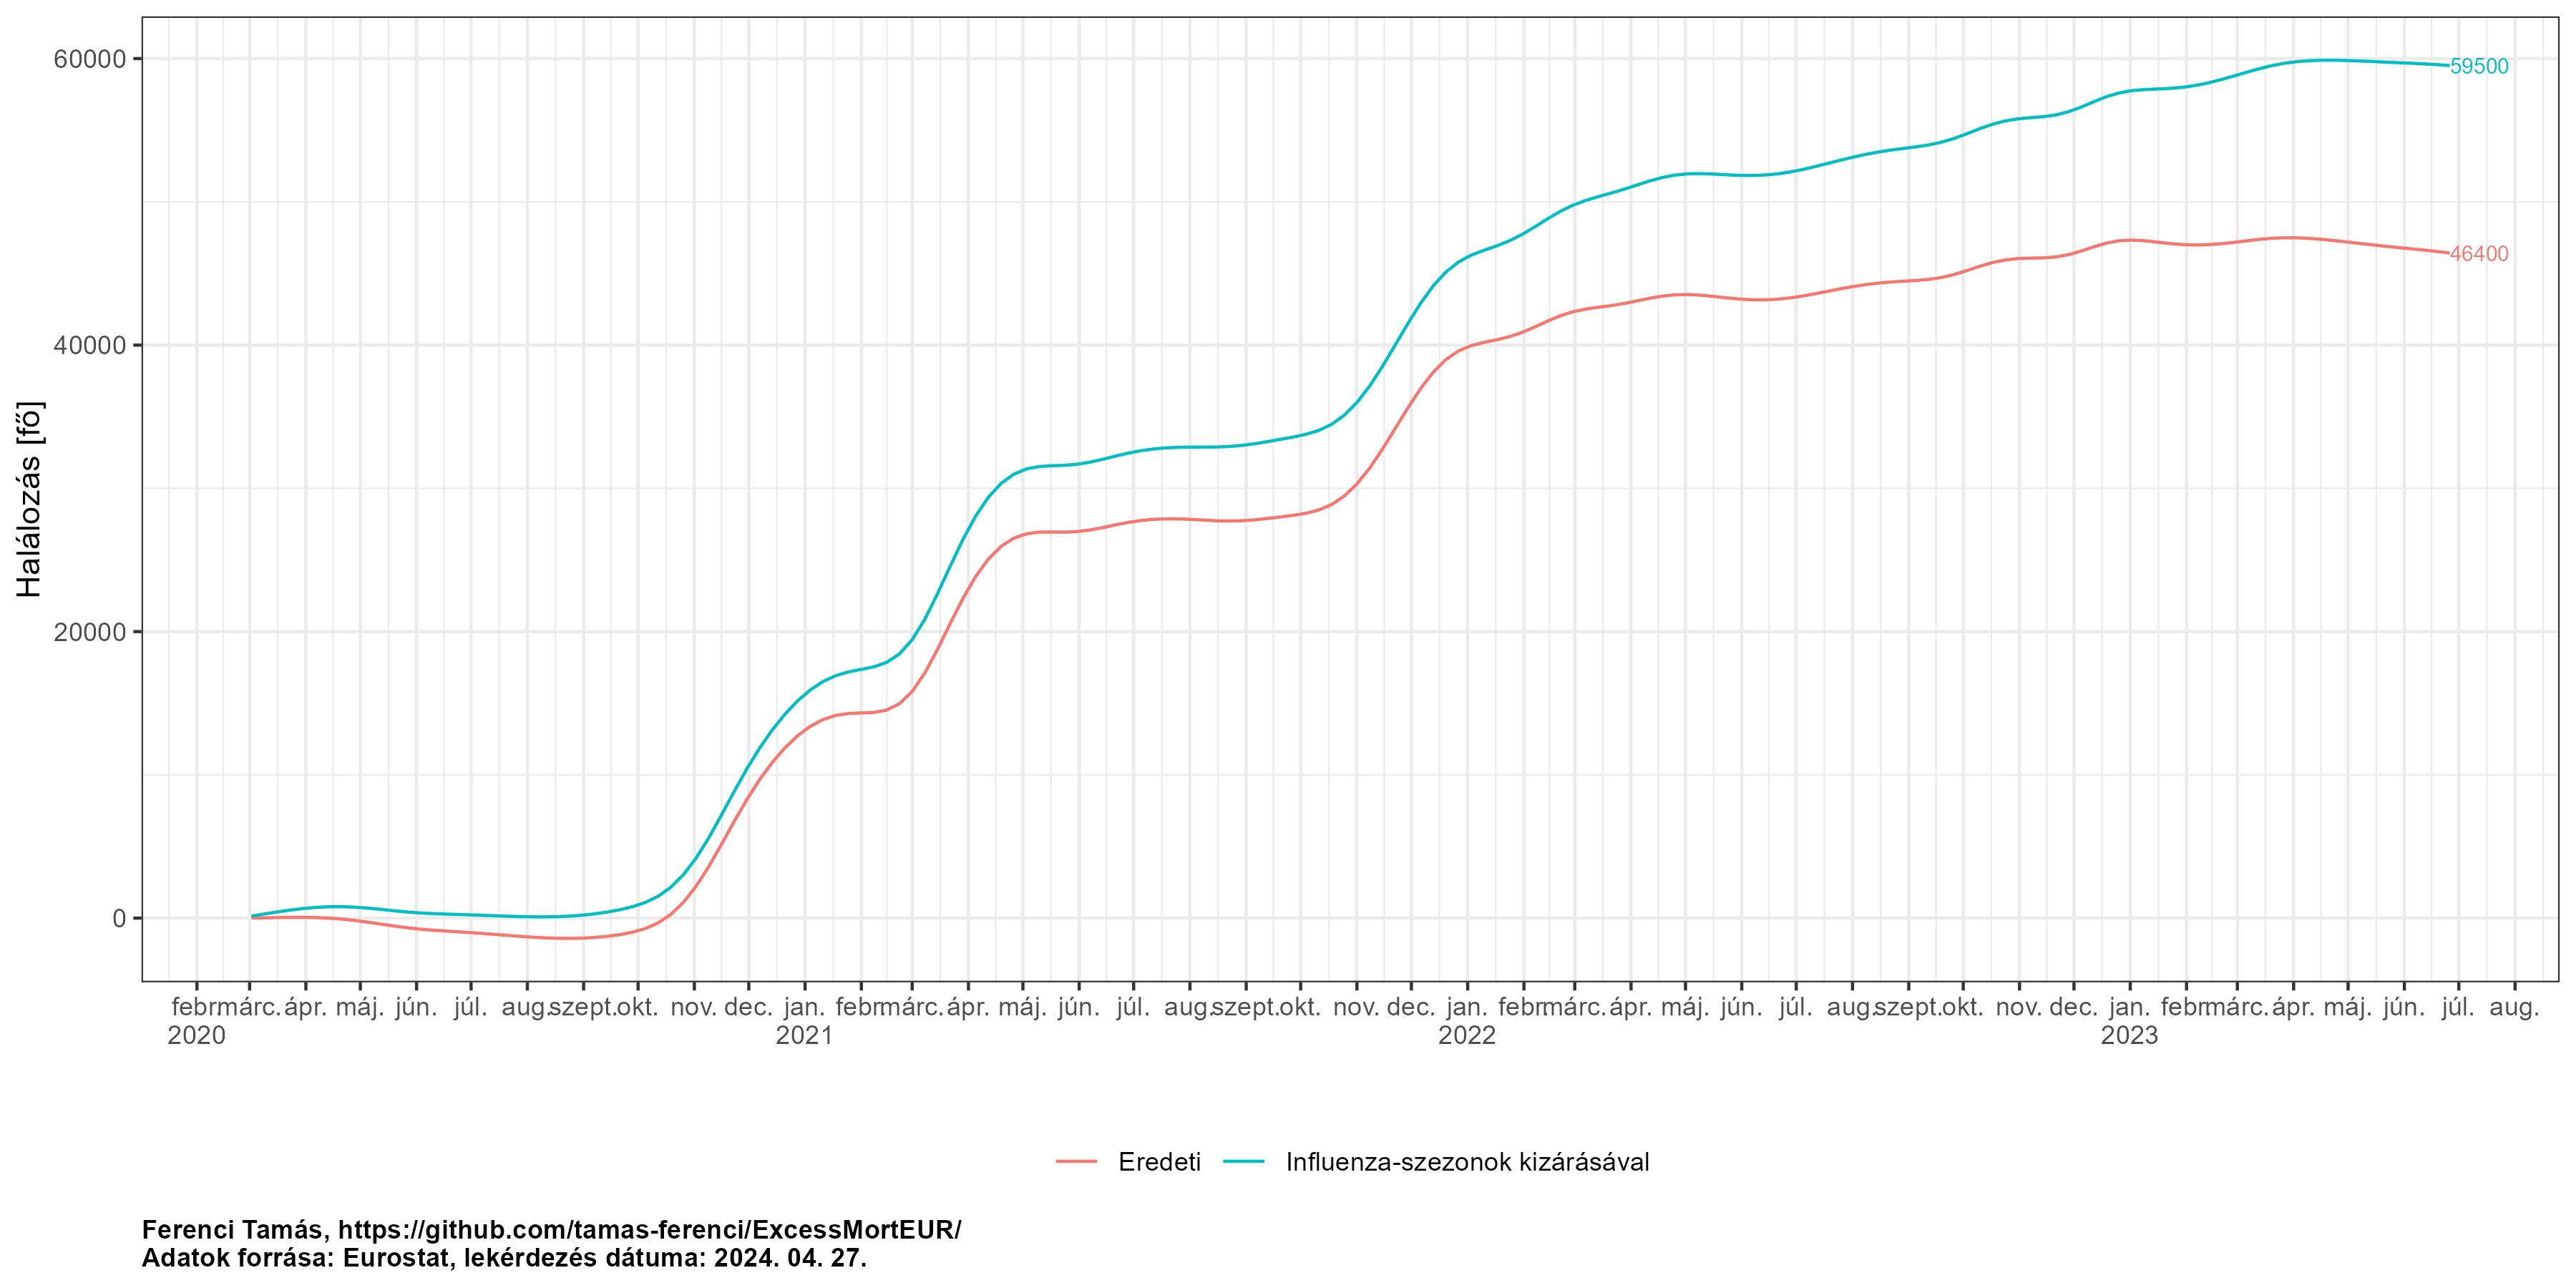 60000
40000
20000
0
Halálozás [fő]
59500
46400
febr. márc. ápr. máj. jún. júl. aug. szept. okt. nov. dec. jan. febr. márc. ápr. máj. jún. júl. aug. szept. okt. nov. dec. jan. febr. márc. ápr. máj. jún. júl. aug. szept. okt. nov. dec. jan. febr. márc. ápr. máj. jún. júl. aug.
2020 2021 2022 2023
Eredeti Influenza-szezonok kizárásával
Ferenci Tamás, https://github.com/tamas-ferenci/ExcessMortEUR/
Adatok forrása: Eurostat, lekérdezés dátuma: 2024. 04. 27.